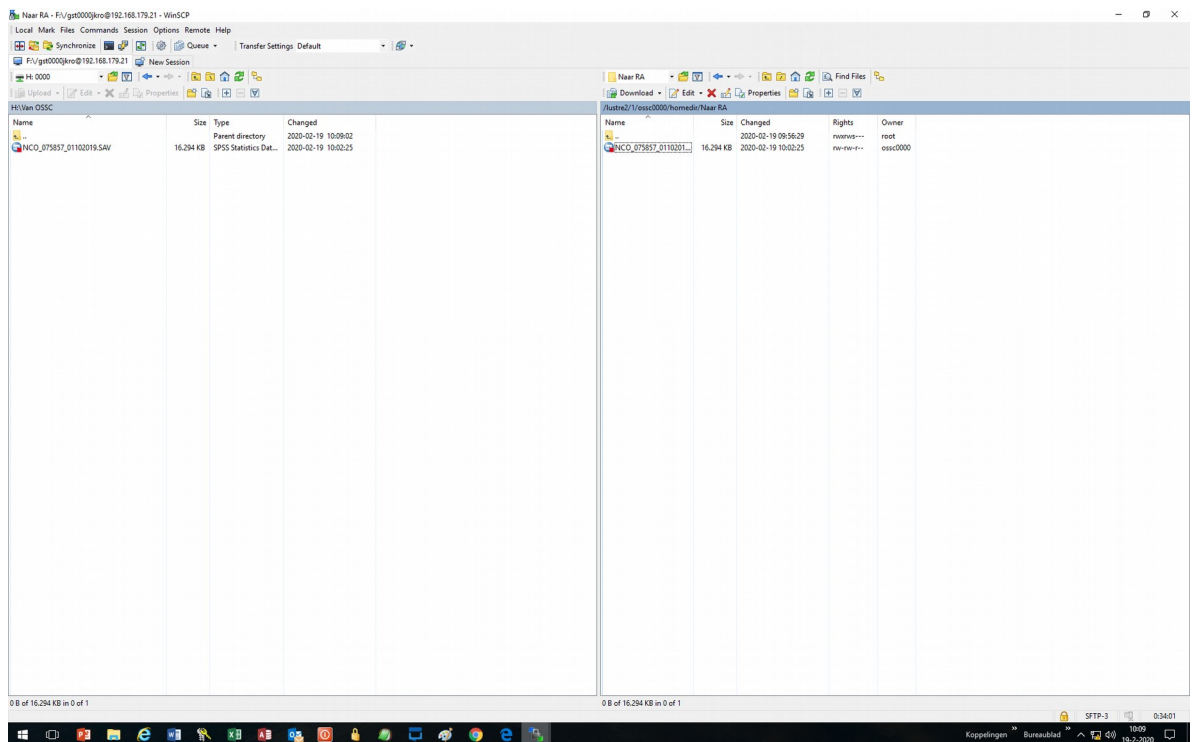 Naar RA - F:\/gst0000jkro@192.168.179.21 - WinSCP
Local Mark Files Commands Session Options Remote Help
Synchronize Queue Transfer Settings Default
F:\/gst0000jkro@192.168.179.21 New Session
H: 0000 Naar RA Find Files
Upload Edit Properties Download Edit Properties
H:\Van OSSC /lustre2/1/ossc0000/homedir/Naar RA
Name Size Type Changed Name Size Changed Rights Owner
.. Parent directory 2020-02-19 10:09:02 .. 2020-02-19 09:56:29 rwxrws--- root
NCO_075857_01102019.SAV 16.294 KB SPSS Statistics Dat... 2020-02-19 10:02:25 NCO_075857_0110201... 16.294 KB 2020-02-19 10:02:25 rw-rw-r-- ossc0000
0 B of 16.294 KB in 0 of 1 0 B of 16.294 KB in 0 of 1
SFTP-3 0:34:01
Koppelingen Bureaublad 10:09
19-2-2020